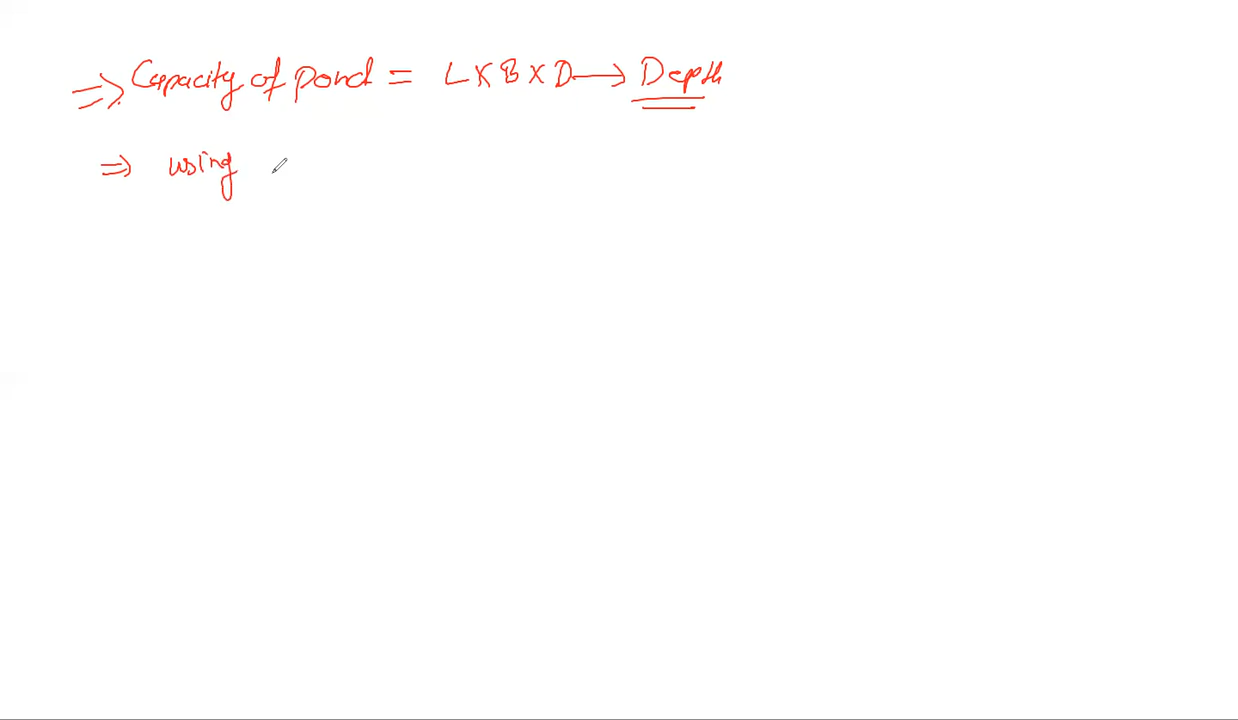 ⇒ Capacity of pond = L X B X D → Depth
⇒ using